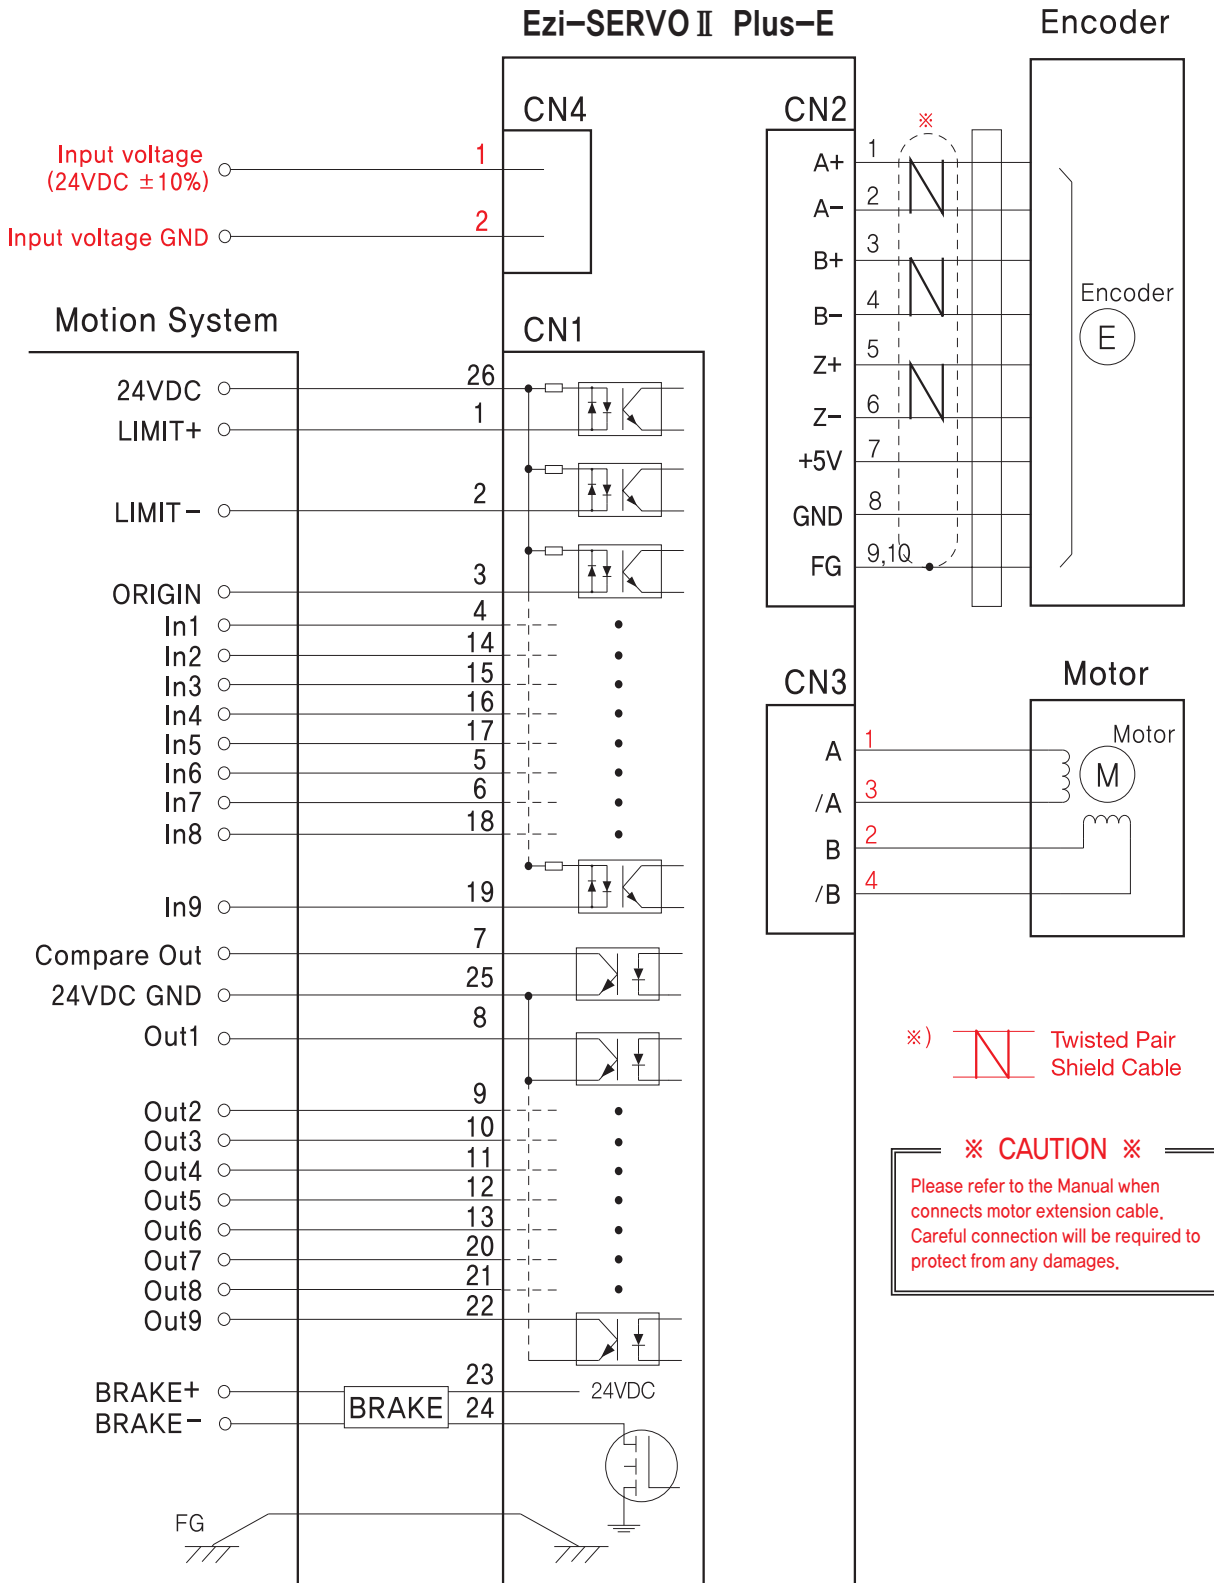 Ezi-SERVO Ⅱ Plus-E
Encoder
CN4
Input voltage
(24VDC ±10%)
1
Input voltage GND
2
CN2
※
A+ 1
A- 2
B+ 3
B- 4
Z+ 5
Z- 6
+5V 7
GND 8
FG 9,10
Encoder
E
Motion System
CN1
24VDC 26
LIMIT+ 1
LIMIT- 2
ORIGIN 3
In1 4
In2 14
In3 15
In4 16
In5 17
In6 5
In7 6
In8 18
In9 19
Compare Out 7
24VDC GND 25
Out1 8
Out2 9
Out3 10
Out4 11
Out5 12
Out6 13
Out7 20
Out8 21
Out9 22
BRAKE+ 23
24VDC
BRAKE- 24
BRAKE
FG
CN3
Motor
A 1
/A 3
B 2
/B 4
Motor
M
※)
Twisted Pair
Shield Cable
※ CAUTION ※
Please refer to the Manual when
connects motor extension cable.
Careful connection will be required to
protect from any damages.